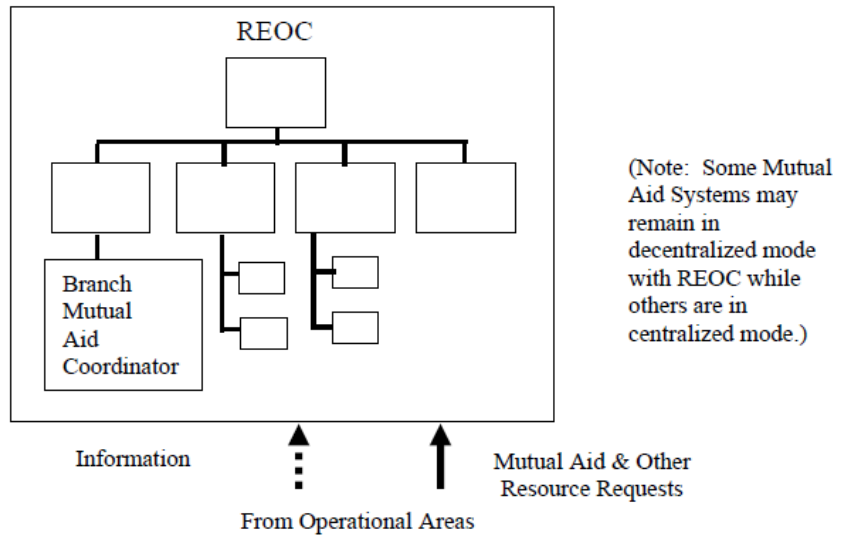 REOC
Branch
Mutual
Aid
Coordinator
(Note:  Some Mutual
Aid Systems may
remain in
decentralized mode
with REOC while
others are in
centralized mode.)
Information
Mutual Aid & Other
Resource Requests
From Operational Areas